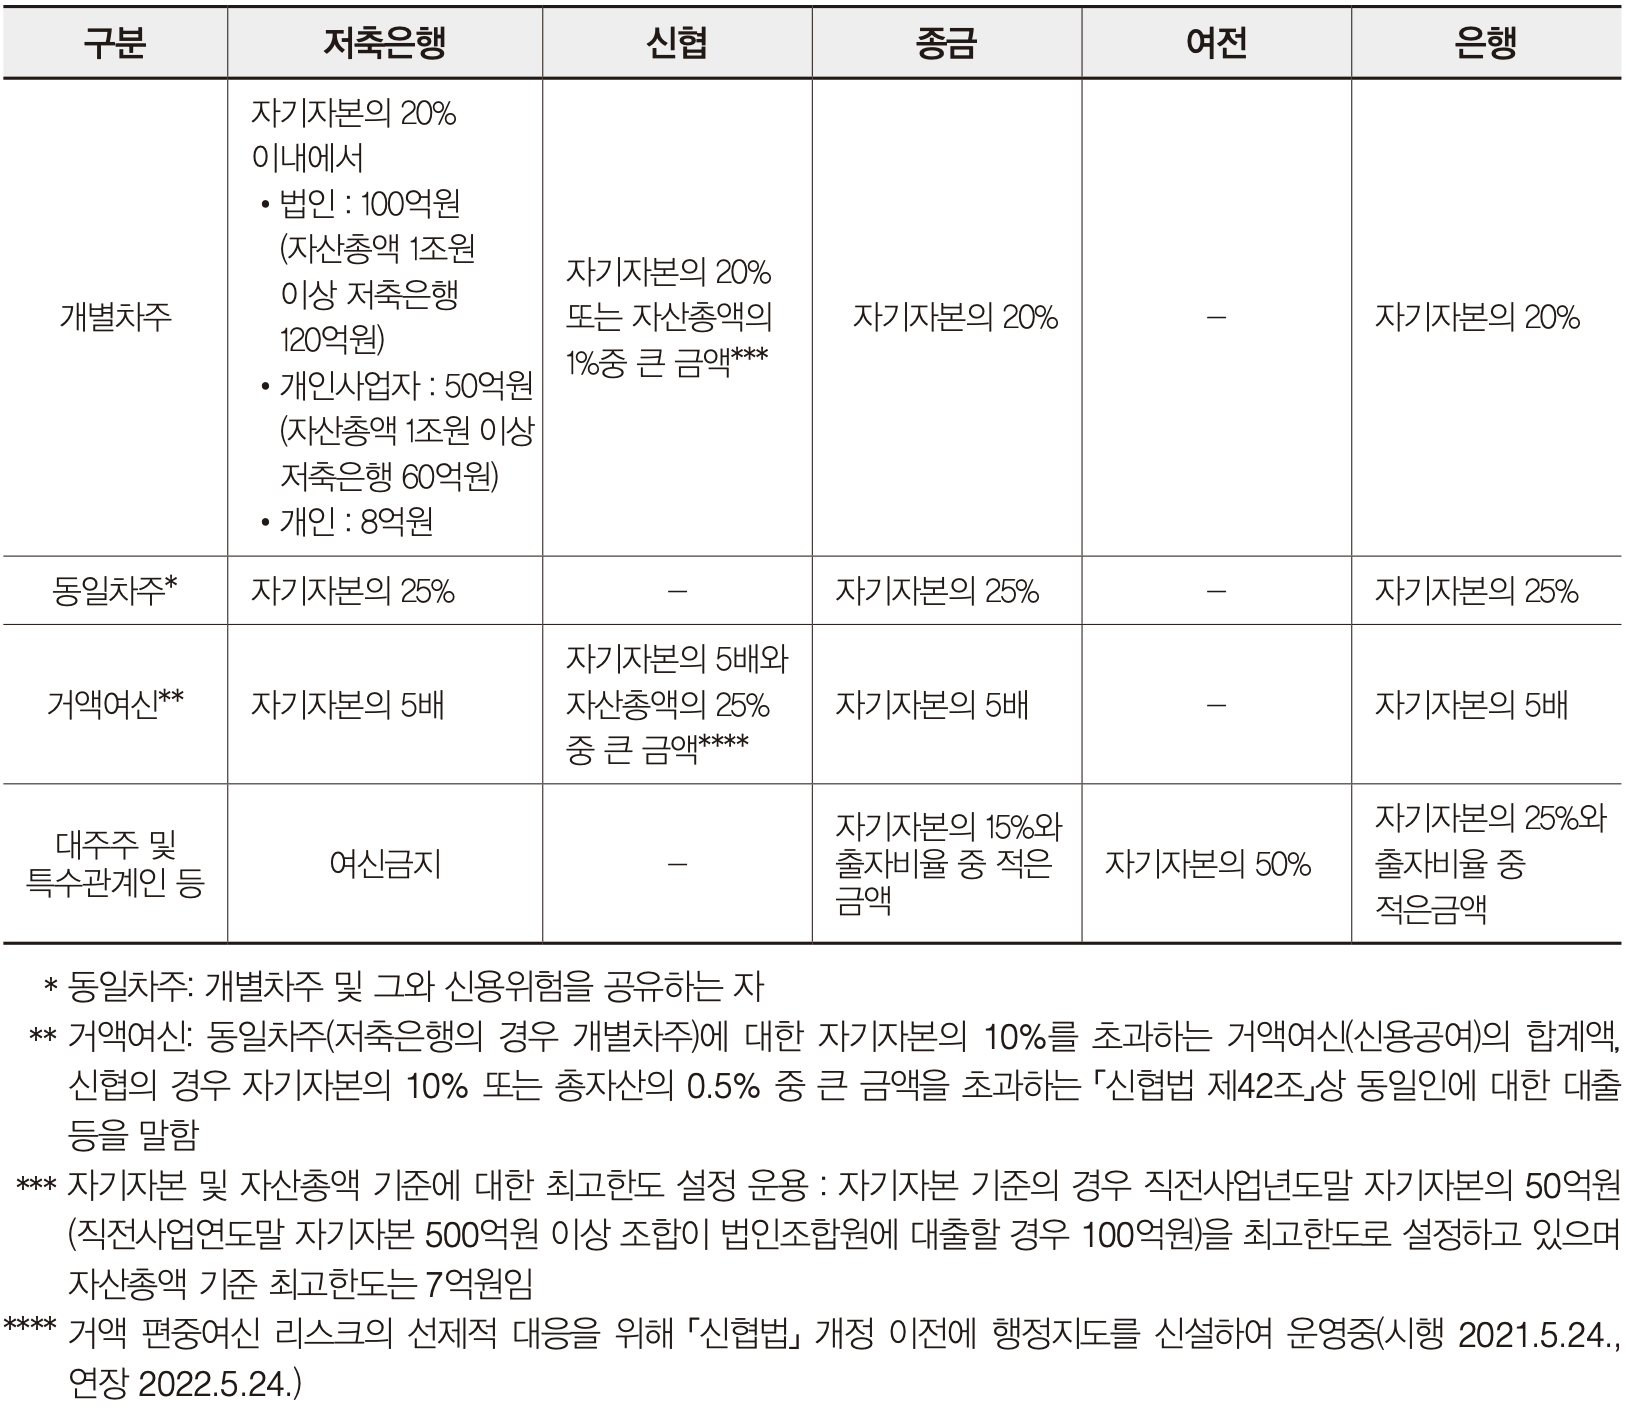 구분 저축은행 신협 종금 여전 은행
개별차주
자기자본의 20%
이내에서
• 법인 : 100억원
(자산총액 1조원
이상 저축은행
120억원)
• 개인사업자 : 50억원
(자산총액 1조원 이상
저축은행 60억원)
• 개인 : 8억원
자기자본의 20%
또는 자산총액의
1%중 큰 금액***
자기자본의 20%
–
자기자본의 20%
동일차주* 자기자본의 25% – 자기자본의 25% – 자기자본의 25%
거액여신**
자기자본의 5배
자기자본의 5배와
자산총액의 25%
중 큰 금액****
자기자본의 5배
–
자기자본의 5배
대주주 및
특수관계인 등
여신금지
–
자기자본의 15%와
출자비율 중 적은
금액
자기자본의 50%
자기자본의 25%와
출자비율 중
적은금액
* 동일차주: 개별차주 및 그와 신용위험을 공유하는 자
** 거액여신: 동일차주(저축은행의 경우 개별차주)에 대한 자기자본의 10%를 초과하는 거액여신(신용공여)의 합계액,
신협의 경우 자기자본의 10% 또는 총자산의 0.5% 중 큰 금액을 초과하는 「신협법 제42조」상 동일인에 대한 대출
등을 말함
*** 자기자본 및 자산총액 기준에 대한 최고한도 설정 운용 : 자기자본 기준의 경우 직전사업년도말 자기자본의 50억원
(직전사업연도말 자기자본 500억원 이상 조합이 법인조합원에 대출할 경우 100억원)을 최고한도로 설정하고 있으며
자산총액 기준 최고한도는 7억원임
**** 거액 편중여신 리스크의 선제적 대응을 위해 「신협법」 개정 이전에 행정지도를 신설하여 운영중(시행 2021.5.24.,
연장 2022.5.24.)